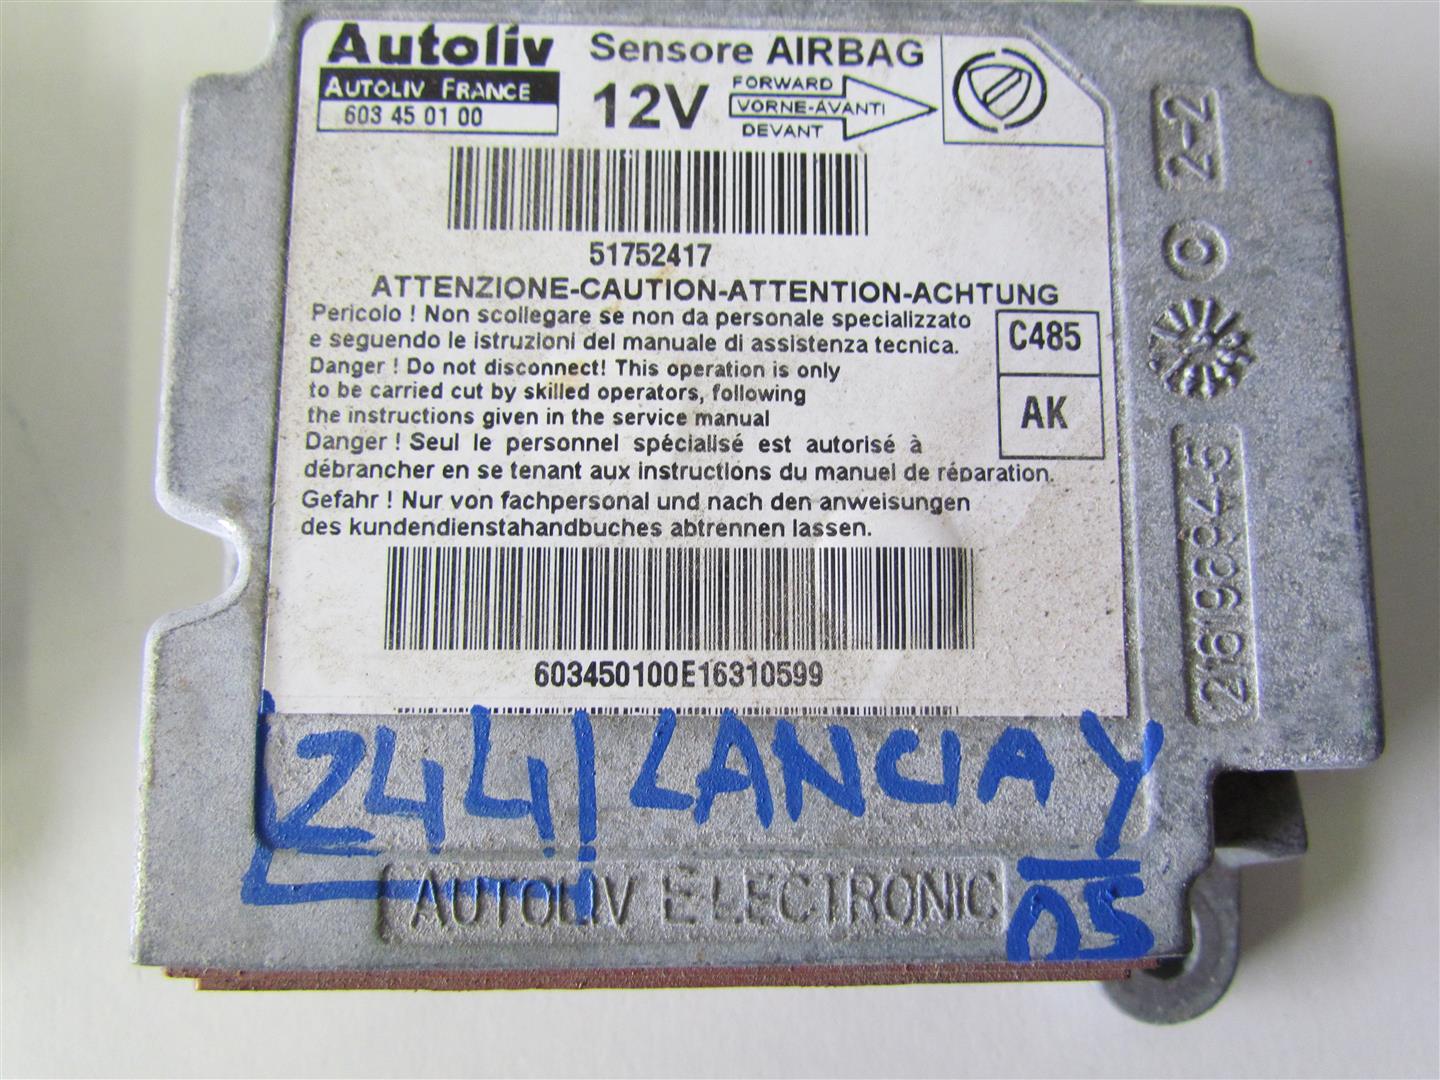 Autoliv
AUTOLIV FRANCE
603 45 01 00
Sensore AIRBAG
12V
FORWARD
VORNE-AVANTI
DEVANT
51752417
ATTENZIONE-CAUTION-ATTENTION-ACHTUNG
Pericolo ! Non scollegare se non da personale specializzato
e seguendo le istruzioni del manuale di assistenza tecnica.
Danger ! Do not disconnect! This operation is only
to be carried cut by skilled operators, following
the instructions given in the service manual
Danger ! Seul le personnel spécialisé est autorisé à
débrancher en se tenant aux instructions du manuel de réparation.
Gefahr ! Nur von fachpersonal und nach den anweisungen
des kundendienstahandbuches abtrennen lassen.
C485
AK
603450100E16310599
2-2
2619894-5
244 LANCIA Y
05
AUTOLIV ELECTRONIC